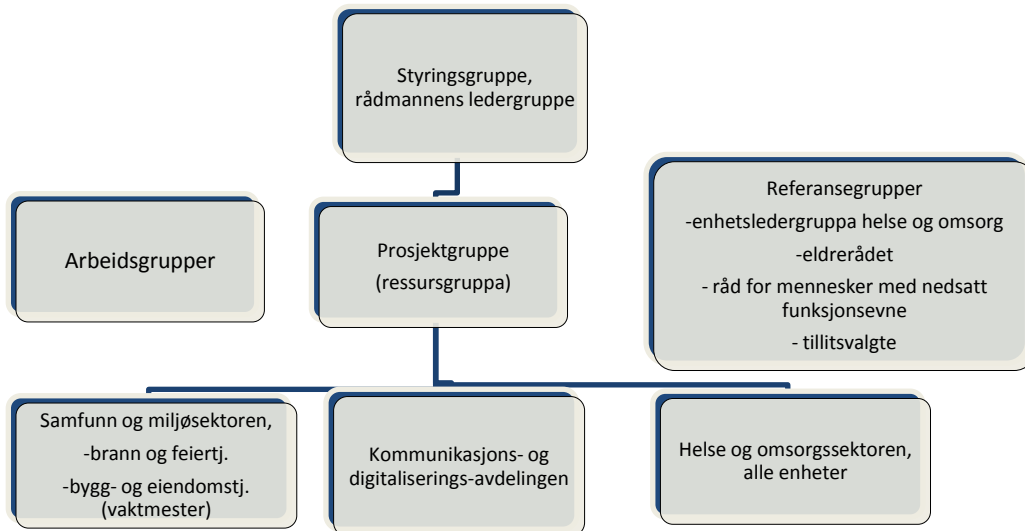 Styringsgruppe,
rådmannens ledergruppe
Arbeidsgrupper
Prosjektgruppe
(ressursgruppa)
Referansegrupper
-enhetsledergruppa helse og omsorg
-eldrerådet
- råd for mennesker med nedsatt
funksjonsevne
- tillitsvalgte
Samfunn og miljøsektoren,
-brann og feiertj.
-bygg- og eiendomstj.
(vaktmester)
Kommunikasjons- og
digitaliserings-avdelingen
Helse og omsorgssektoren,
alle enheter